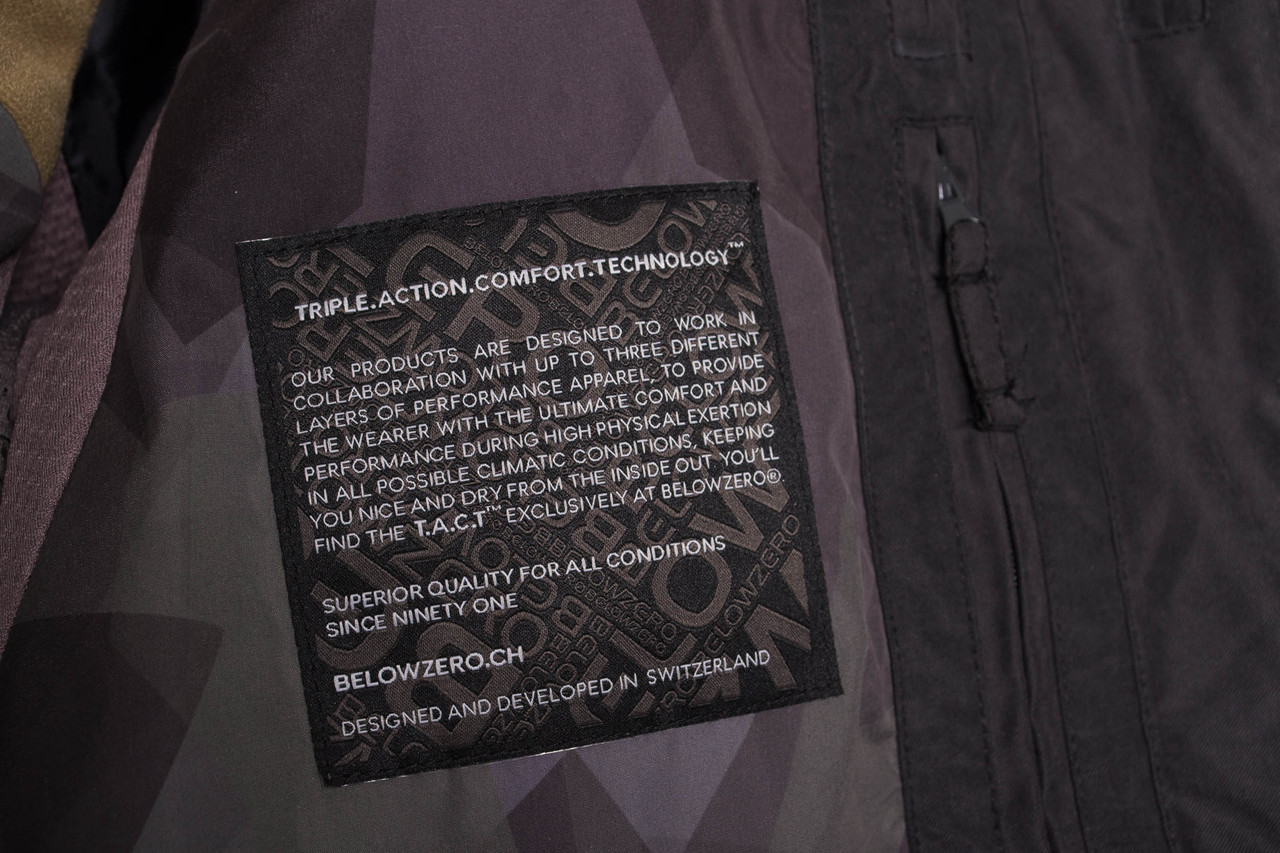 TRIPLE.ACTION.COMFORT.TECHNOLOGY™
OUR PRODUCTS ARE DESIGNED TO WORK IN
COLLABORATION WITH UP TO THREE DIFFERENT
LAYERS OF PERFORMANCE APPAREL, TO PROVIDE
THE WEARER WITH THE ULTIMATE COMFORT AND
PERFORMANCE DURING HIGH PHYSICAL EXERTION
IN ALL POSSIBLE CLIMATIC CONDITIONS, KEEPING
YOU NICE AND DRY FROM THE INSIDE OUT. YOU'LL
FIND THE T.A.C.T™ EXCLUSIVELY AT BELOWZERO®.
SUPERIOR QUALITY FOR ALL CONDITIONS
SINCE NINETY ONE
BELOWZERO.CH
DESIGNED AND DEVELOPED IN SWITZERLAND